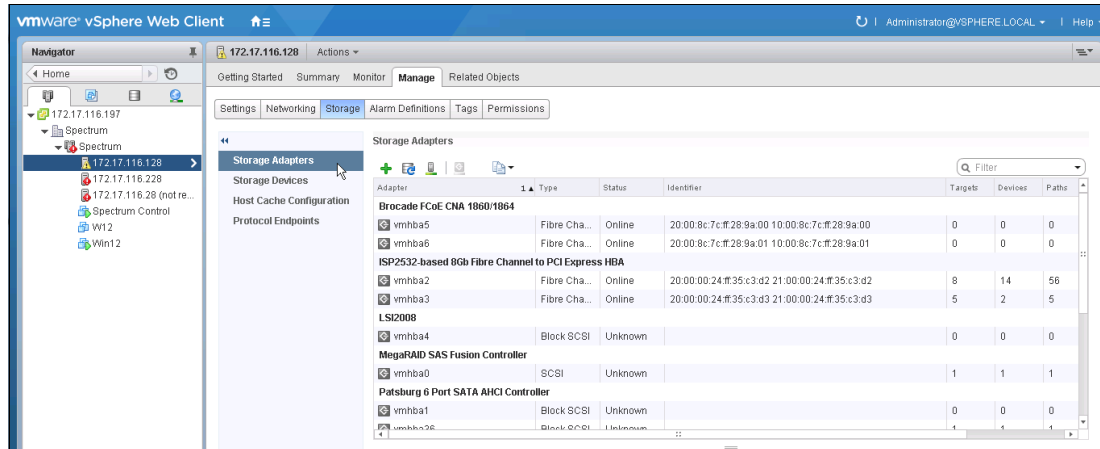 vmware® vSphere Web Client
Administrator@VSPHERE.LOCAL | Help
Navigator
Home
172.17.116.197
Spectrum
Spectrum
172.17.116.128
172.17.116.228
172.17.116.28 (not re...
Spectrum Control
W12
Win12
172.17.116.128 Actions
Getting Started Summary Monitor Manage Related Objects
Settings Networking Storage Alarm Definitions Tags Permissions
Storage Adapters
Storage Devices
Host Cache Configuration
Protocol Endpoints
Storage Adapters
Filter
Adapter 1 Type Status Identifier Targets Devices Paths
Brocade FCoE CNA 1860/1864
vmhba5 Fibre Cha... Online 20:00:8c:7c:ff:28:9a:00 10:00:8c:7c:ff:28:9a:00 0 0 0
vmhba6 Fibre Cha... Online 20:00:8c:7c:ff:28:9a:01 10:00:8c:7c:ff:28:9a:01 0 0 0
ISP2532-based 8Gb Fibre Channel to PCI Express HBA
vmhba2 Fibre Cha... Online 20:00:00:24:ff:35:c3:d2 21:00:00:24:ff:35:c3:d2 8 14 56
vmhba3 Fibre Cha... Online 20:00:00:24:ff:35:c3:d3 21:00:00:24:ff:35:c3:d3 5 2 5
LSI2008
vmhba4 Block SCSI Unknown 0 0 0
MegaRAID SAS Fusion Controller
vmhba0 SCSI Unknown 1 1 1
Patsburg 6 Port SATA AHCI Controller
vmhba1 Block SCSI Unknown 0 0 0
vmhba36 Block SCSI Unknown 1 1 1